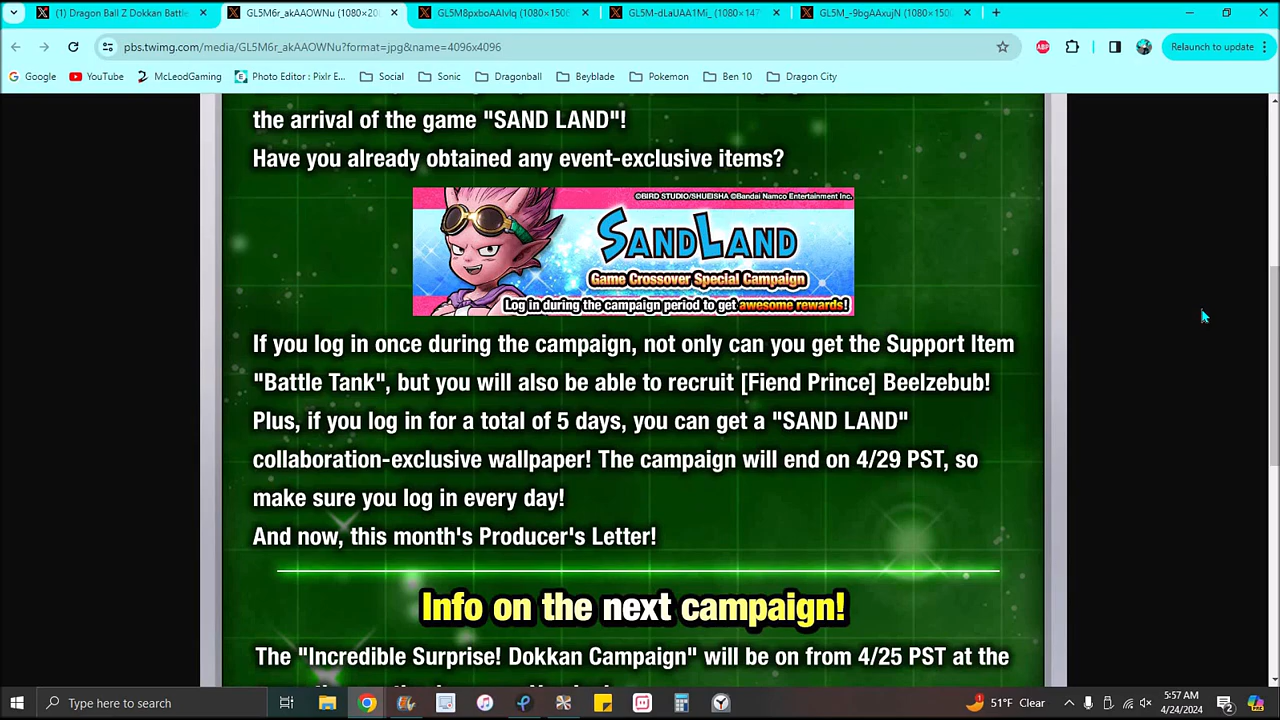 (1) Dragon Ball Z Dokkan Battle
GL5M6r_akAAOWNu (1080×20
GL5M8pxboAAIvlq (1080×1506
GL5M-dLaUAA1Mi_ (1080×147
GL5M_-9bgAAxujN (1080×1500
pbs.twimg.com/media/GL5M6r_akAAOWNu?format=jpg&name=4096x4096
ABP
Relaunch to update
Google
YouTube
McLeodGaming
Photo Editor : Pixlr E...
Social
Sonic
Dragonball
Beyblade
Pokemon
Ben 10
Dragon City
the arrival of the game "SAND LAND"!
Have you already obtained any event-exclusive items?
©BIRD STUDIO/SHUEISHA ©Bandai Namco Entertainment Inc.
SAND LAND
Game Crossover Special Campaign
Log in during the campaign period to get awesome rewards!
If you log in once during the campaign, not only can you get the Support Item
"Battle Tank", but you will also be able to recruit [Fiend Prince] Beelzebub!
Plus, if you log in for a total of 5 days, you can get a "SAND LAND"
collaboration-exclusive wallpaper! The campaign will end on 4/29 PST, so
make sure you log in every day!
And now, this month's Producer's Letter!
Info on the next campaign!
The "Incredible Surprise! Dokkan Campaign" will be on from 4/25 PST at the
Type here to search
51°F Clear
5:57 AM
4/24/2024
2